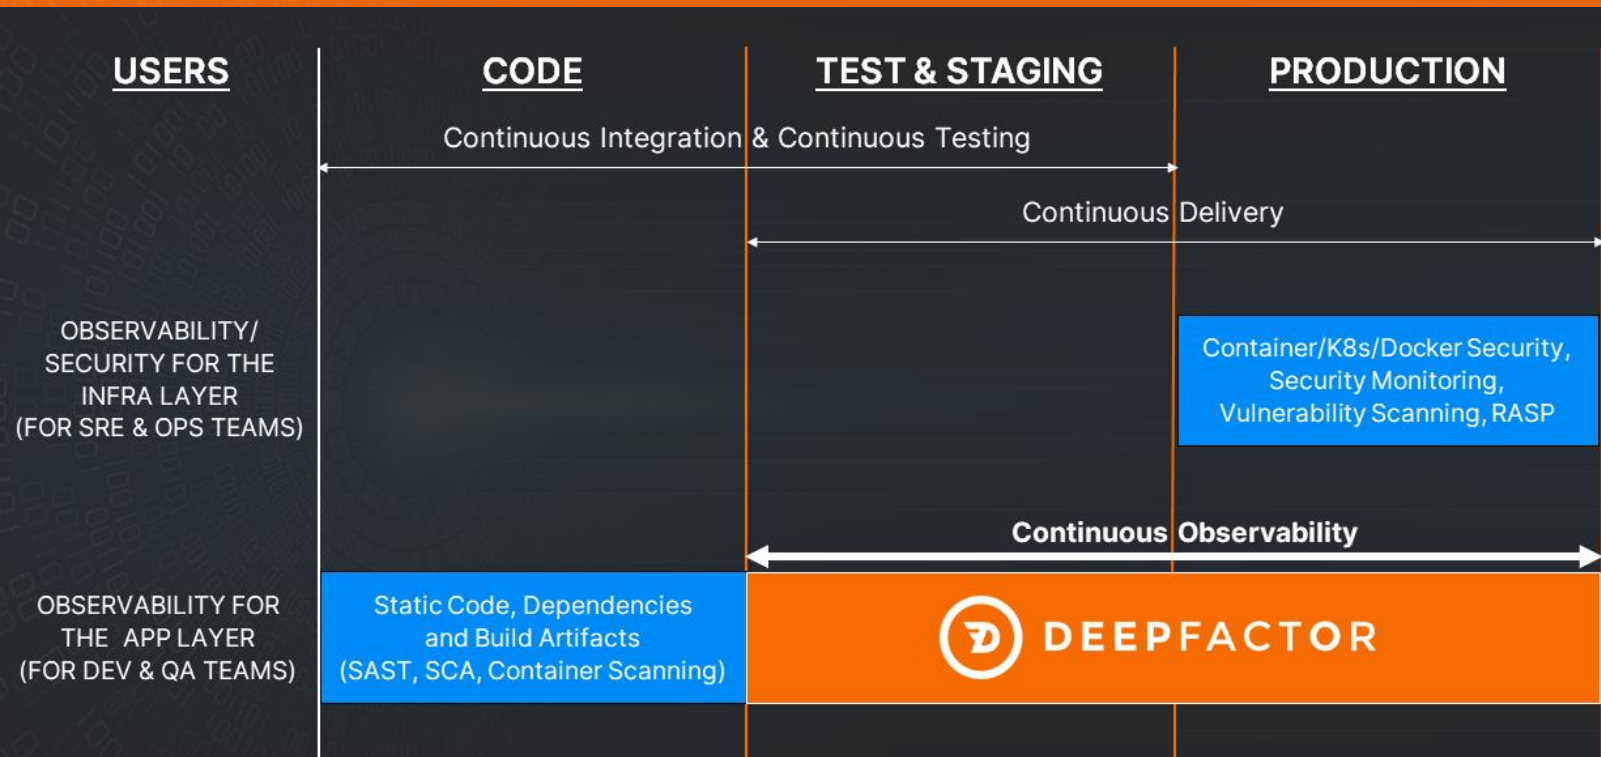 USERS
CODE
TEST & STAGING
PRODUCTION
Continuous Integration & Continuous Testing
Continuous Delivery
OBSERVABILITY/
SECURITY FOR THE
INFRA LAYER
(FOR SRE & OPS TEAMS)
Container/K8s/Docker Security,
Security Monitoring,
Vulnerability Scanning, RASP
Continuous Observability
OBSERVABILITY FOR
THE APP LAYER
(FOR DEV & QA TEAMS)
Static Code, Dependencies
and Build Artifacts
(SAST, SCA, Container Scanning)
DEEPFACTOR